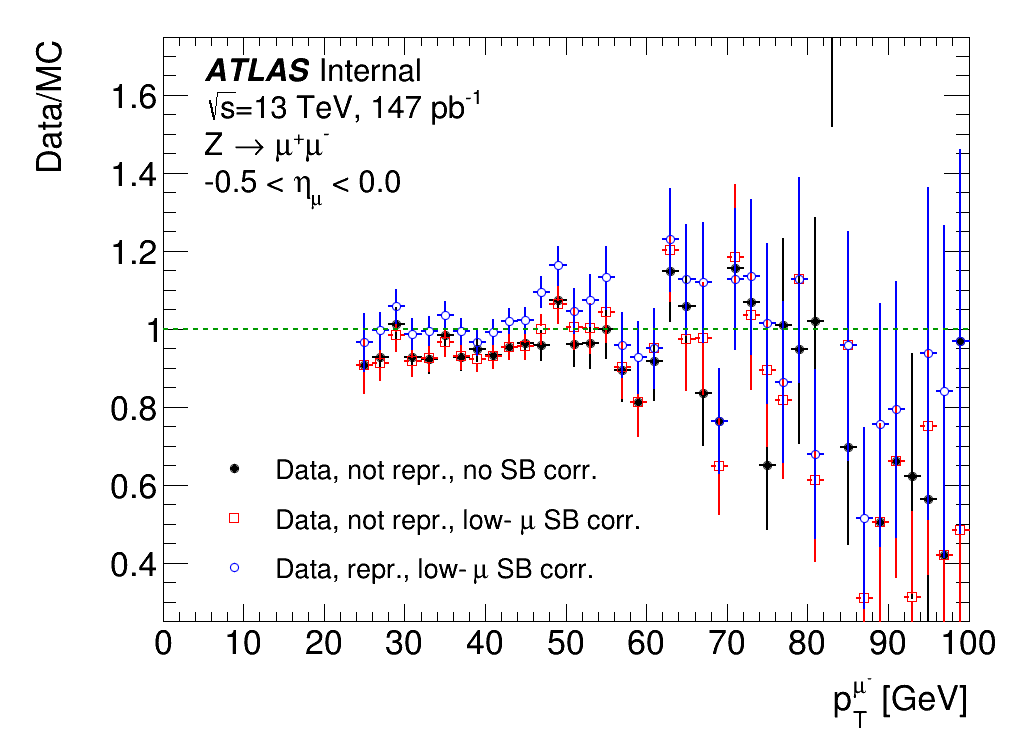 Data/MC
ATLAS Internal
√s=13 TeV, 147 pb⁻¹
Z → μ⁺μ⁻
-0.5 < η_μ < 0.0
1.6
1.4
1.2
1
0.8
0.6
0.4
Data, not repr., no SB corr.
Data, not repr., low- μ SB corr.
Data, repr., low- μ SB corr.
0 10 20 30 40 50 60 70 80 90 100
p_T^μ⁻ [GeV]